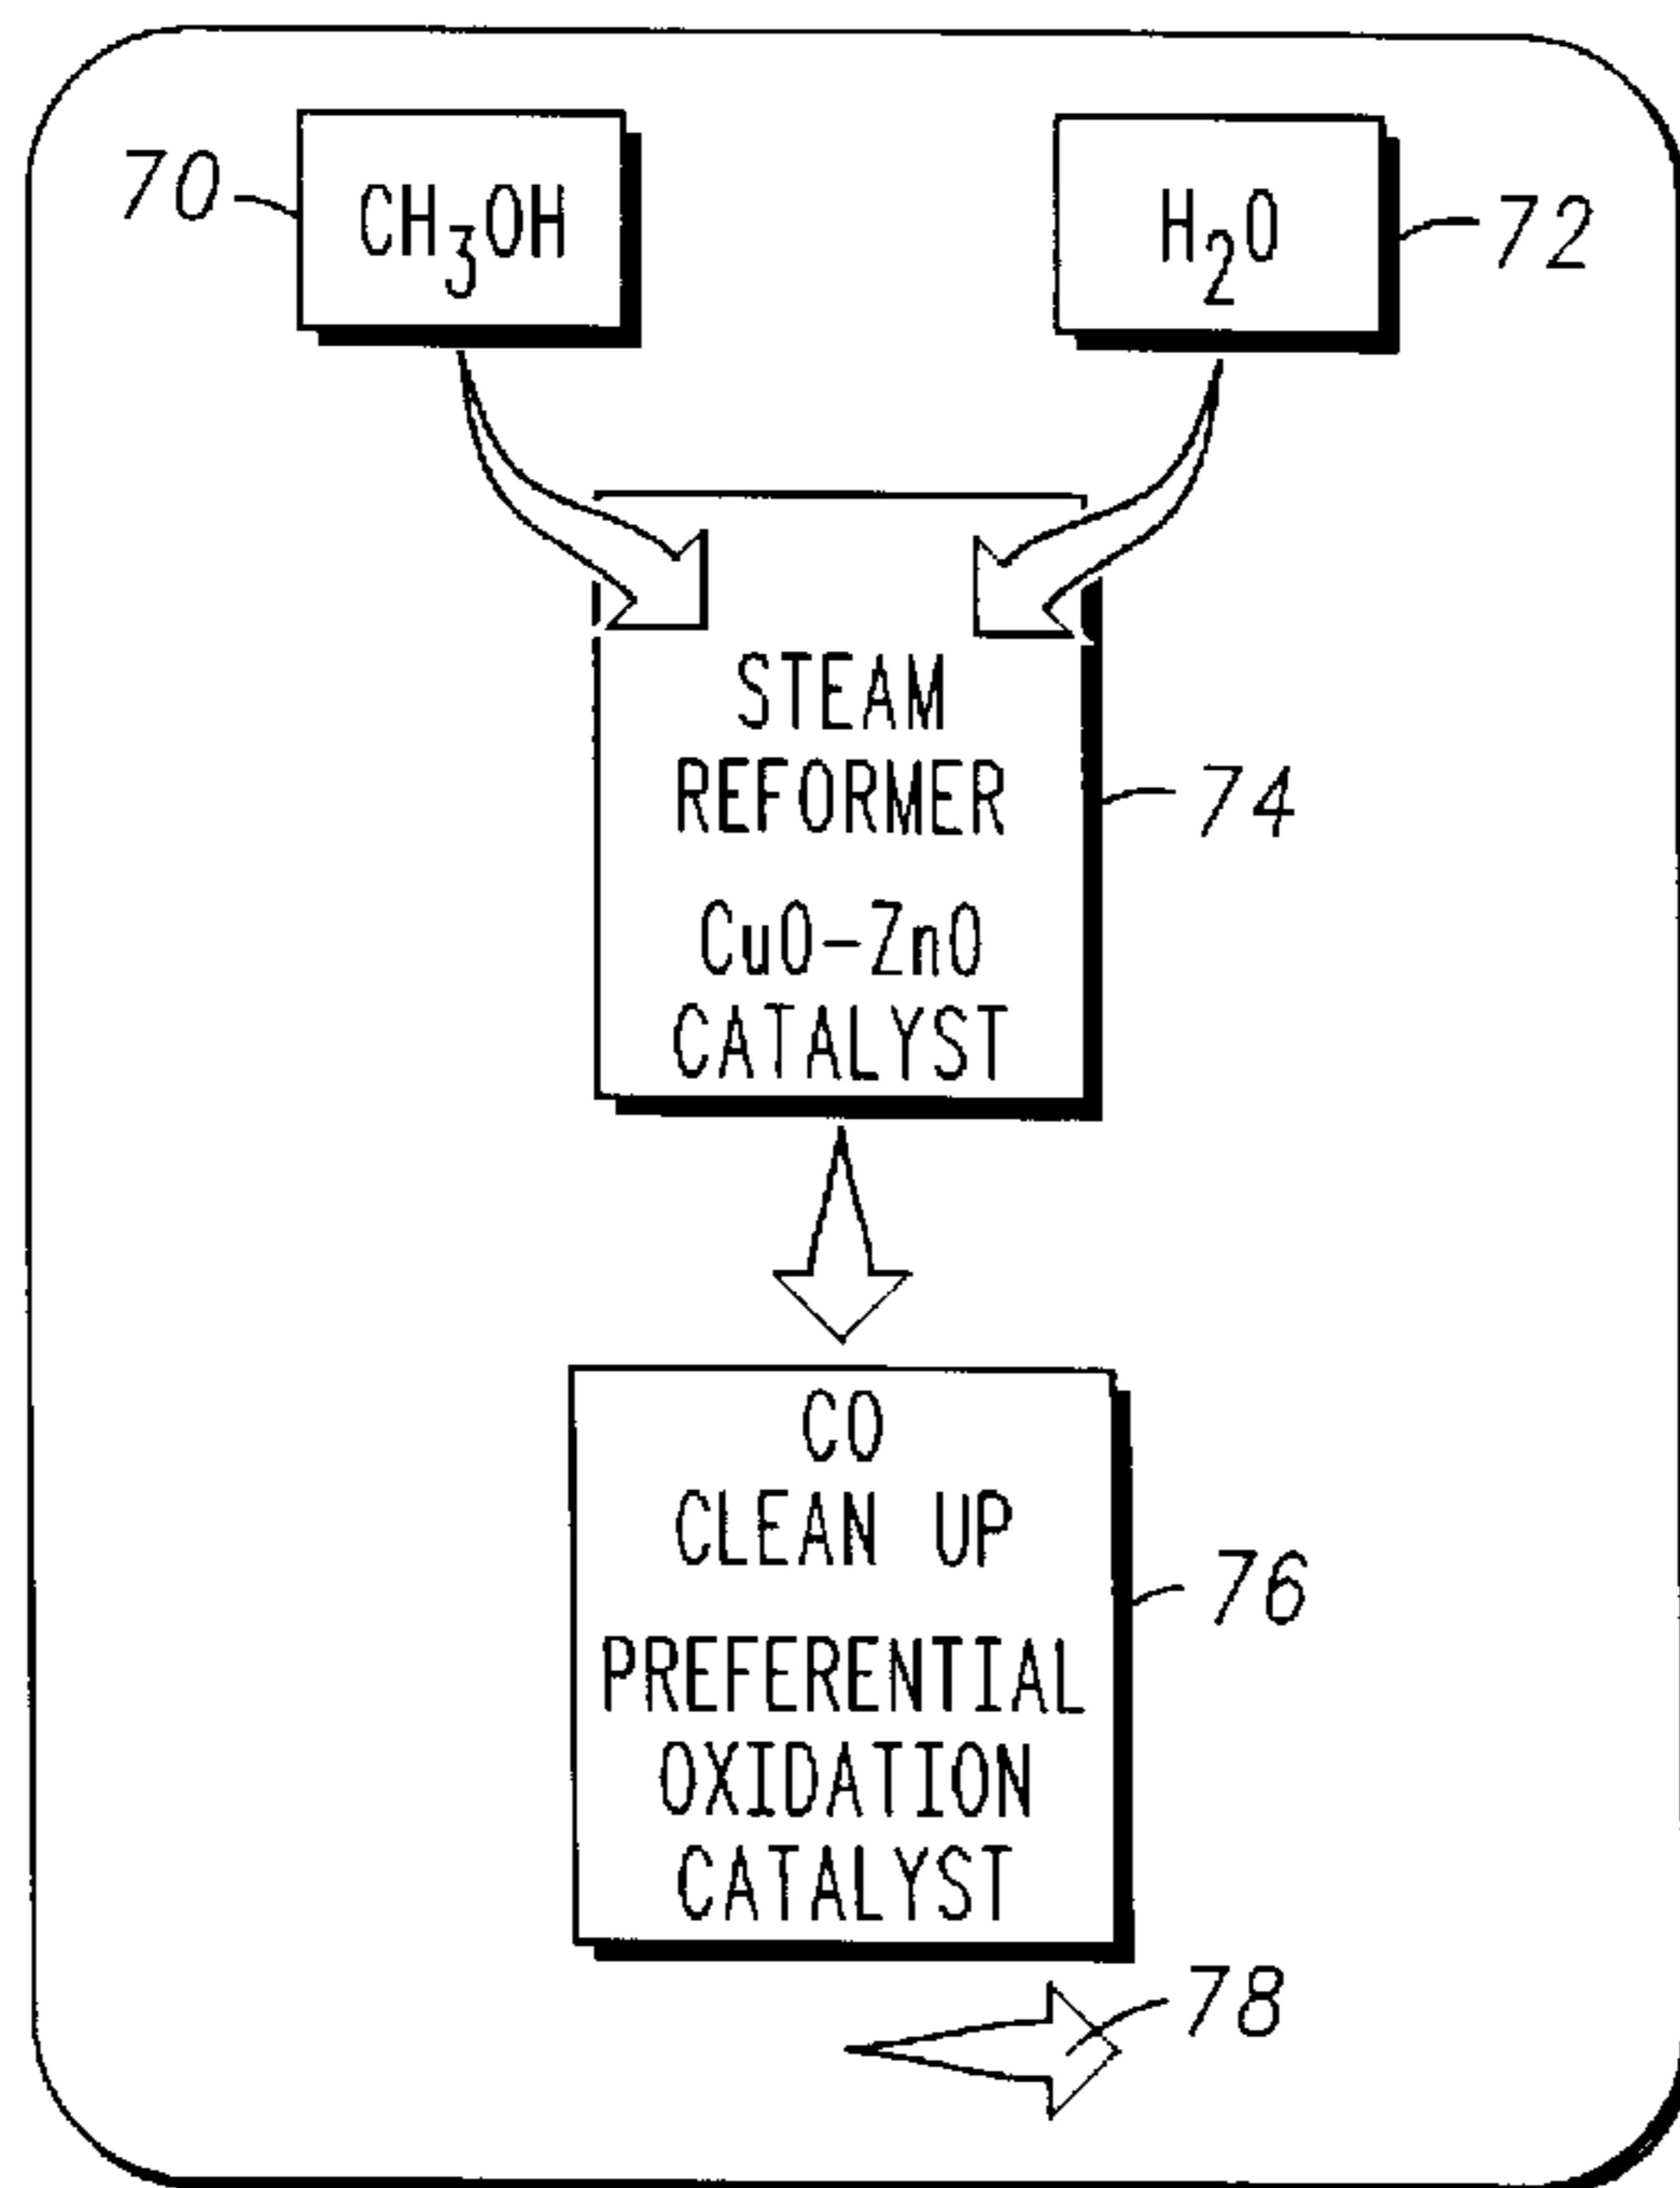 70
CH3OH
H2O
72
STEAM
REFORMER
74
CuO-ZnO
CATALYST
CO
CLEAN UP
76
PREFERENTIAL
OXIDATION
CATALYST
78